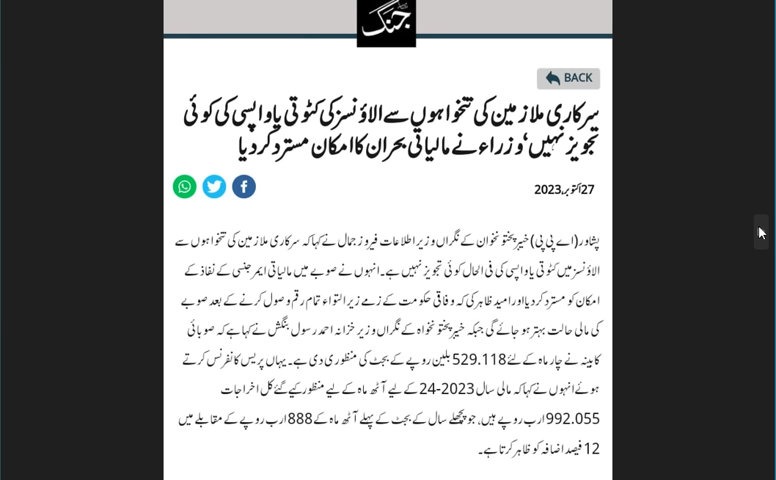 جنگ
BACK
سرکاری ملازمین کی تنخواہوں سے الاؤنسز کی کٹوتی یا واپسی کی کوئی
تجویز نہیں‘ وزراء نے مالیاتی بحران کا امکان مسترد کردیا
27 اکتوبر، 2023
پشاور (اے پی پی) خیبرپختونخوان کے نگراں وزیر اطلاعات فیروز جمال نے کہا کہ سرکاری ملازمین کی تنخواہوں سے
الاؤنسز میں کٹوتی یا واپسی کی فی الحال کوئی تجویز نہیں ہے۔ انہوں نے صوبے میں مالیاتی ایمرجنسی کے نفاذ کے
امکان کو مسترد کردیا اور امید ظاہر کی کہ وفاقی حکومت کے ذمے زیر التواء تمام رقم وصول کرنے کے بعد صوبے
کی مالی حالت بہتر ہو جائے گی جبکہ خیبرپختونخواہ کے نگراں وزیر خزانہ احمد رسول بنگش نے کہا ہے کہ صوبائی
کابینہ نے چار ماہ کے لئے 529.118 بلین روپے کے بجٹ کی منظوری دی ہے۔ یہاں پریس کانفرنس کرتے
ہوئے انہوں نے کہا کہ مالی سال 2023-24 کے لیے آٹھ ماہ کے لیے منظور کیے گئے کل اخراجات
992.055 ارب روپے ہیں، جو پچھلے سال کے بجٹ کے پہلے آٹھ ماہ کے 888 ارب روپے کے مقابلے میں
12 فیصد اضافہ کو ظاہر کرتا ہے۔